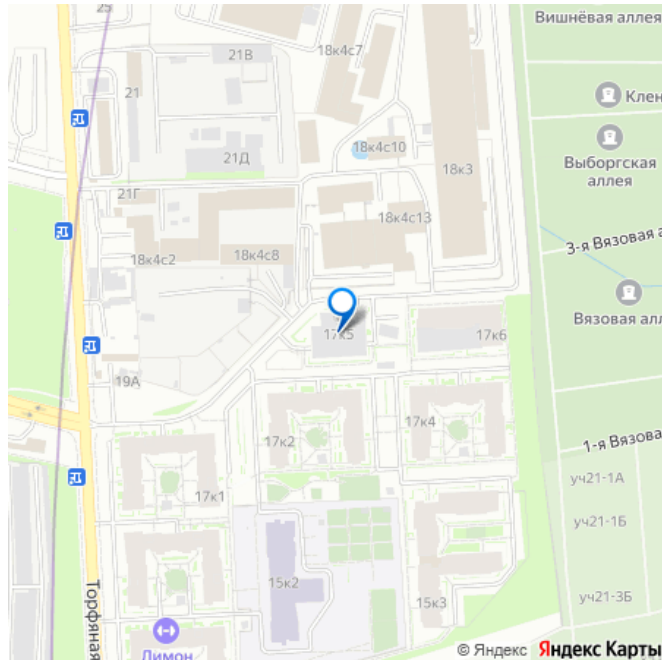 25
21В
18к4с7
Вишнёвая аллея
21
Клен
21Д
18к4с10
Выборгская
аллея
18к3
21Г
18к4с13
3-я Вязовая а
18к4с2
18к4с8
Вязовая алл
17к5
17к6
19А
17к4
17к2
1-я Вязова
17к1
уч21-1А
уч21-1Б
15к2
15к3
уч21-3Б
Торфяная
Лимон
© Яндекс Яндекс Карты